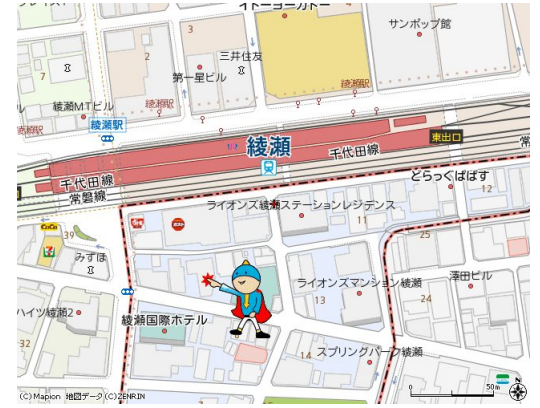 イトーヨーカドー
サンポップ館
3
三井住友
2
4
7
第一星ビル
綾瀬駅
綾瀬駅
綾瀬M.Tビル
綾瀬駅
綾瀬
東出口
千代田線
千代田線
常磐線
常
どらっぐぱぱす
12
ライオンズ綾瀬ステーションレジデンス
11
39
25
みずほ
ライオンズマンション綾瀬
澤田ビル
13
24
ハイツ綾瀬2
綾瀬国際ホテル
32
14
スプリングパーク綾瀬
0
50m
(C)Mapion 地図データ(C)ZENRIN